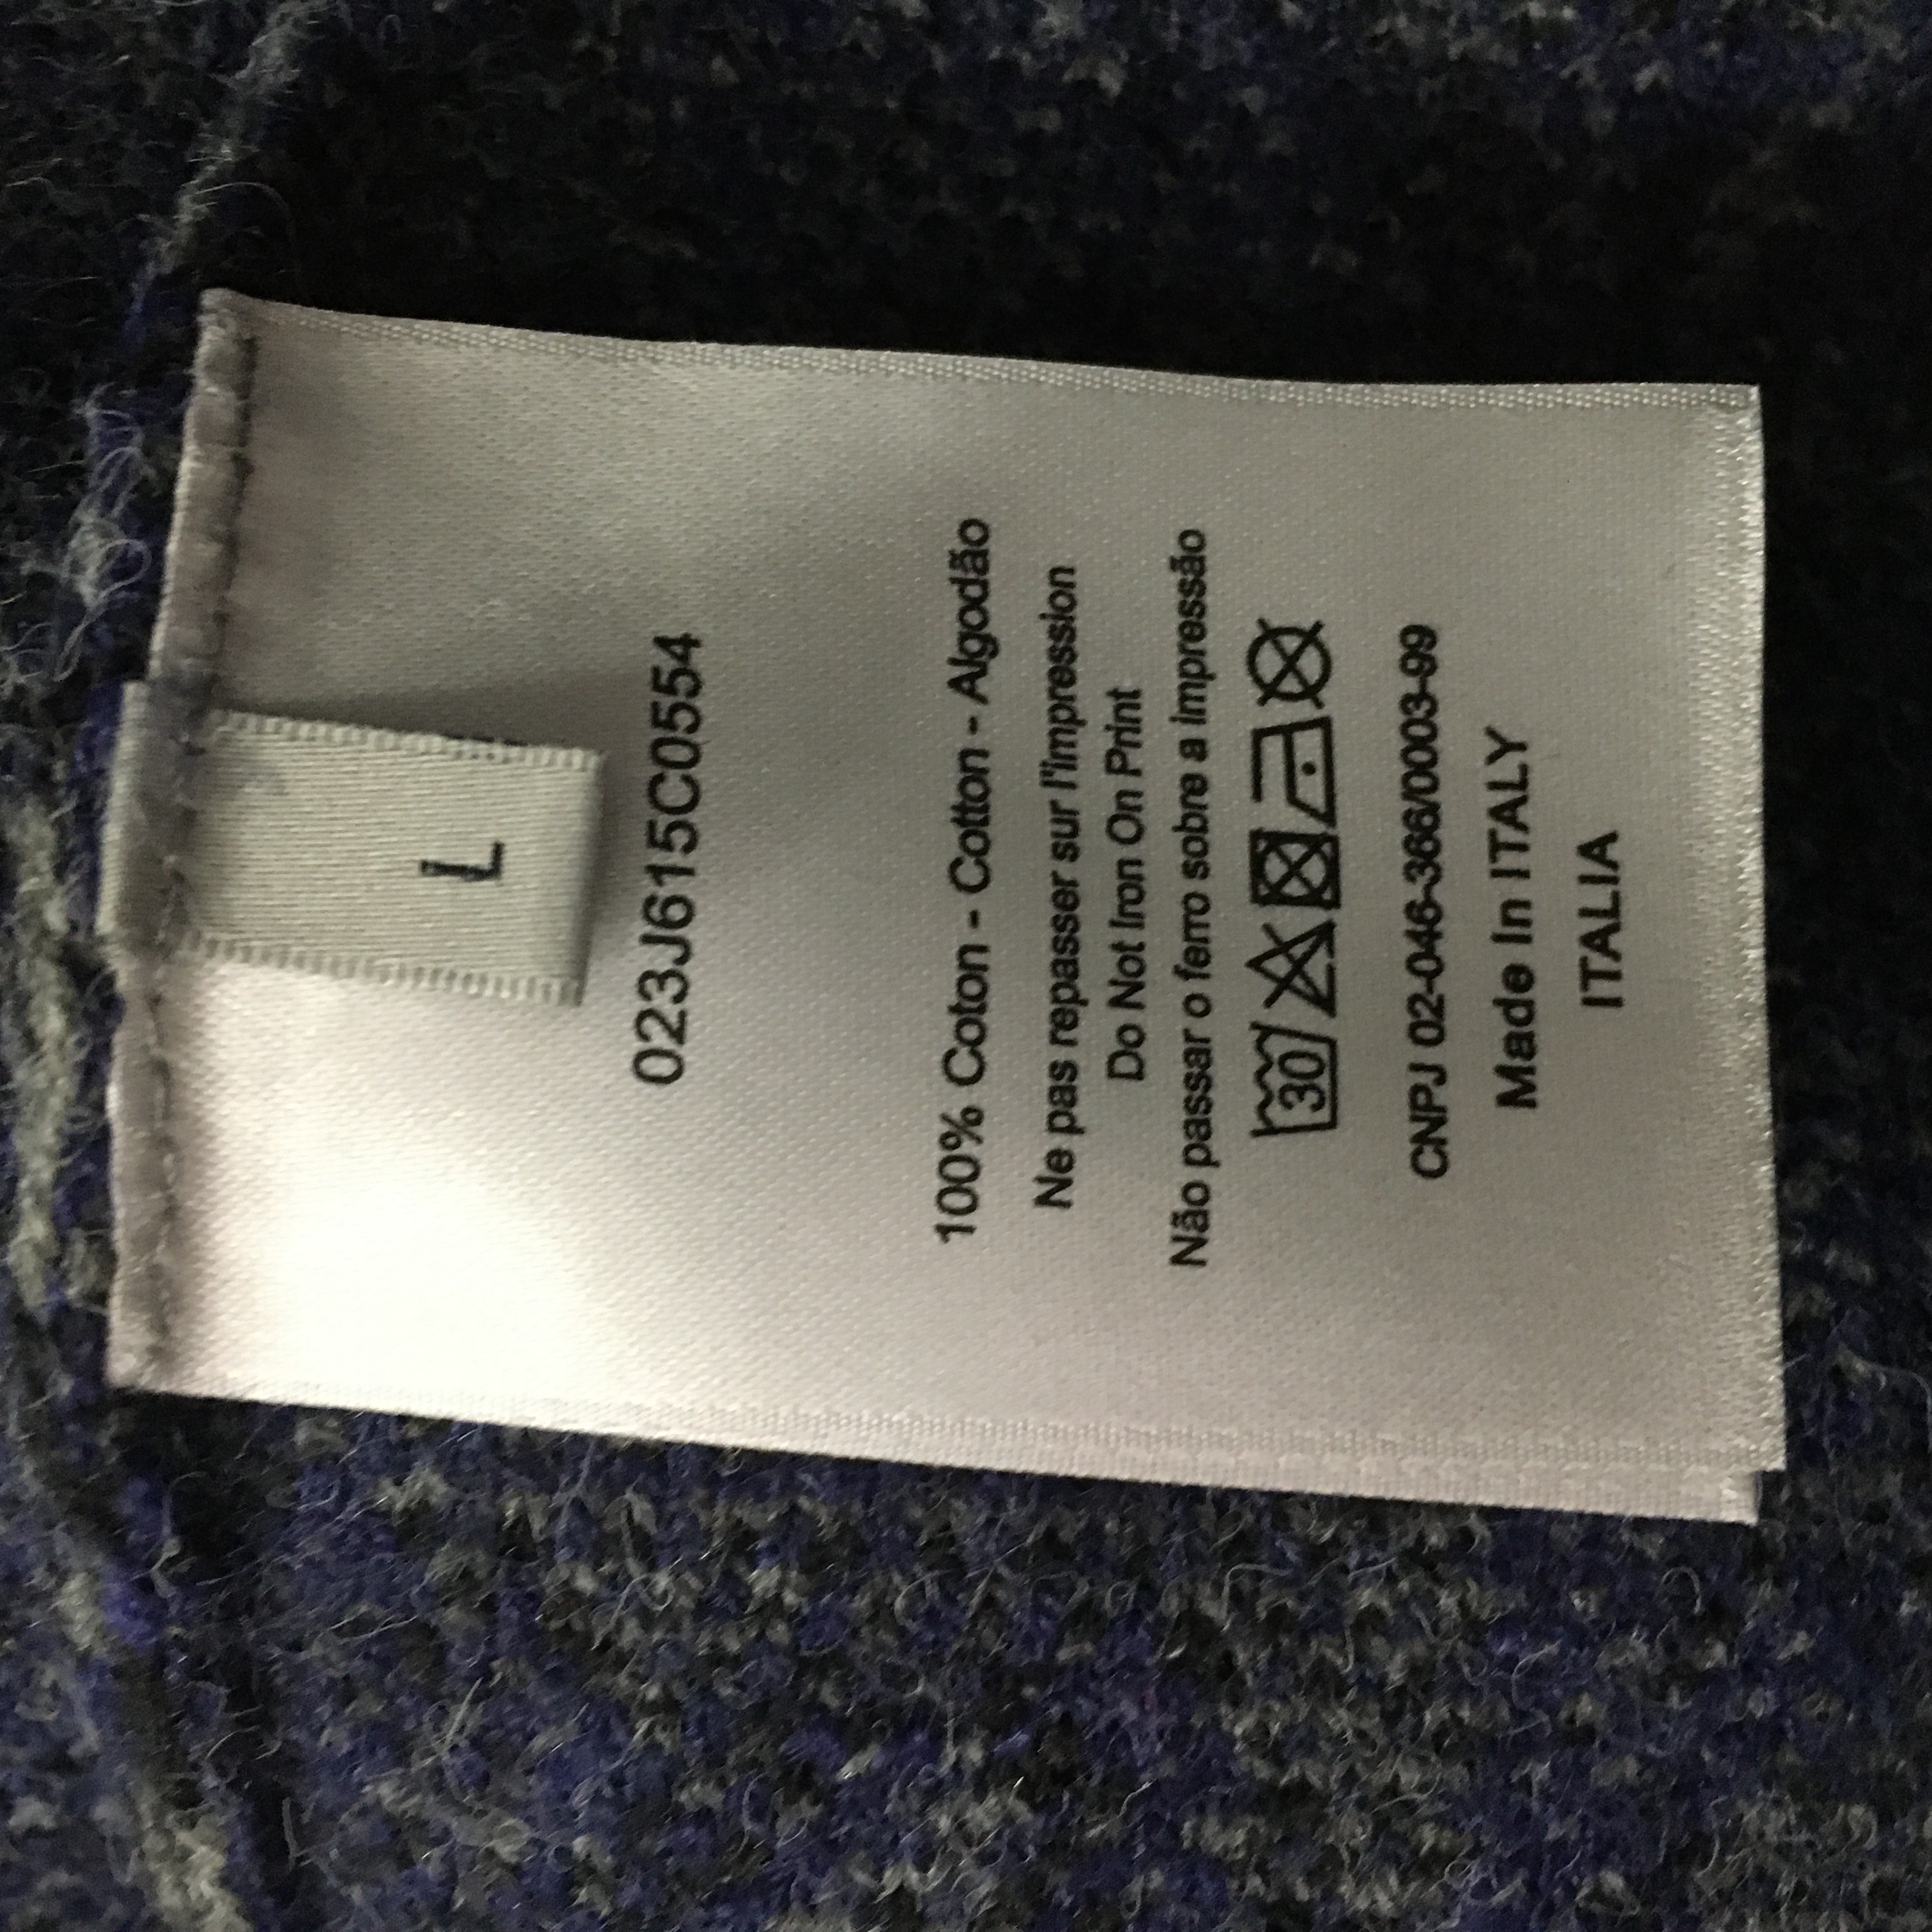 L
023J615C0554
100% Coton - Cotton - Algodão
Ne pas repasser sur l'impression
Do Not Iron On Print
Não passar o ferro sobre a impressão
30
CNPJ 02-046-366/0003-99
Made In ITALY
ITALIA